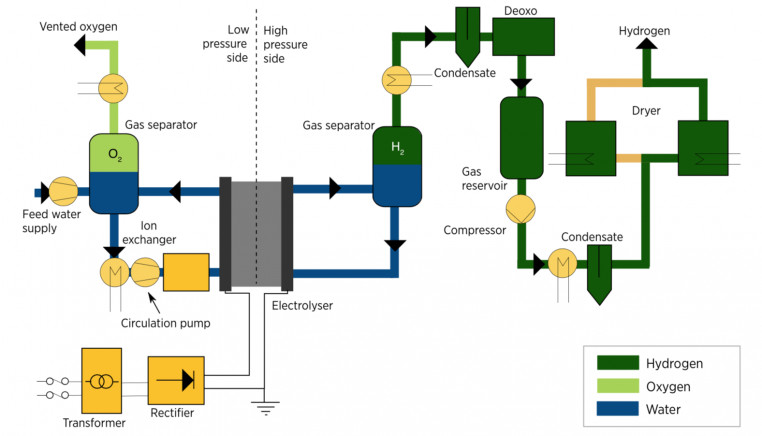 Vented oxygen
Low
pressure
side
High
pressure
side
Deoxo
Hydrogen
Condensate
Gas separator
Gas separator
Dryer
O2
H2
Gas
reservoir
Feed water
supply
Ion
exchanger
Compressor
Condensate
Electrolyser
Circulation pump
Transformer
Rectifier
Hydrogen
Oxygen
Water